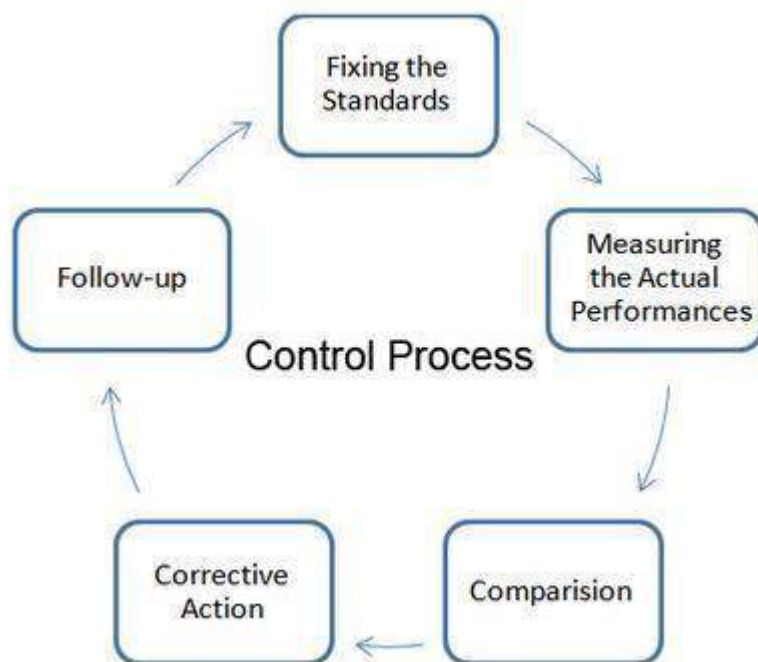 Fixing the
Standards
Measuring
the Actual
Performances
Follow-up
Control Process
Comparision
Corrective
Action